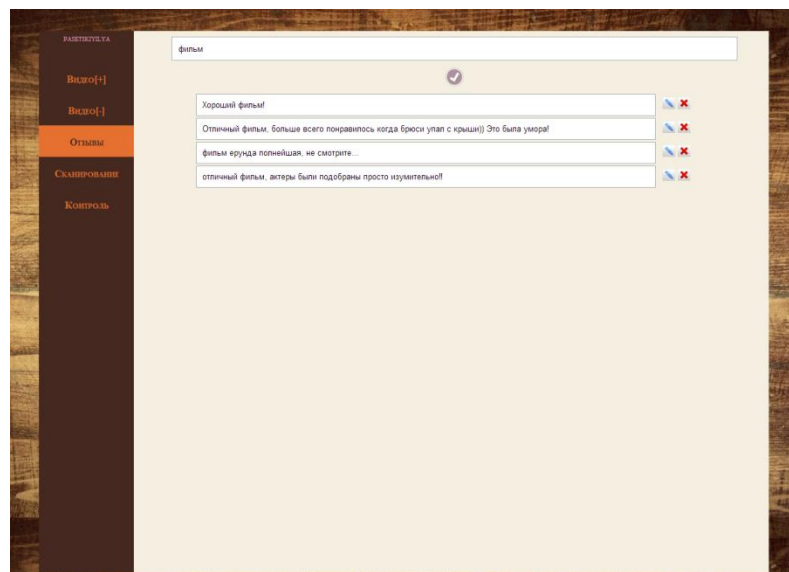 фильм
Видео[+]
Видео[-]
Отзывы
Сканирование
Контроль
Хороший фильм!
Отличный фильм, больше всего понравилось когда брюси упал с крыши)) Это была умора!
фильм ерунда полнейшая, не смотрите...
отличный фильм, актеры были подобраны просто изумительно!!